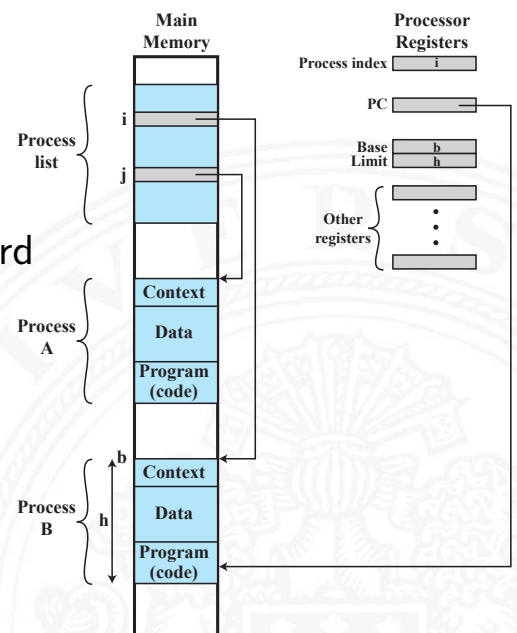 Main
Memory
Processor
Registers
Process index
i
PC
Base
b
Limit
h
Other
registers
Process
list
i
j
rd
Process
A
Context
Data
Program
(code)
Process
B
b
h
Context
Data
Program
(code)